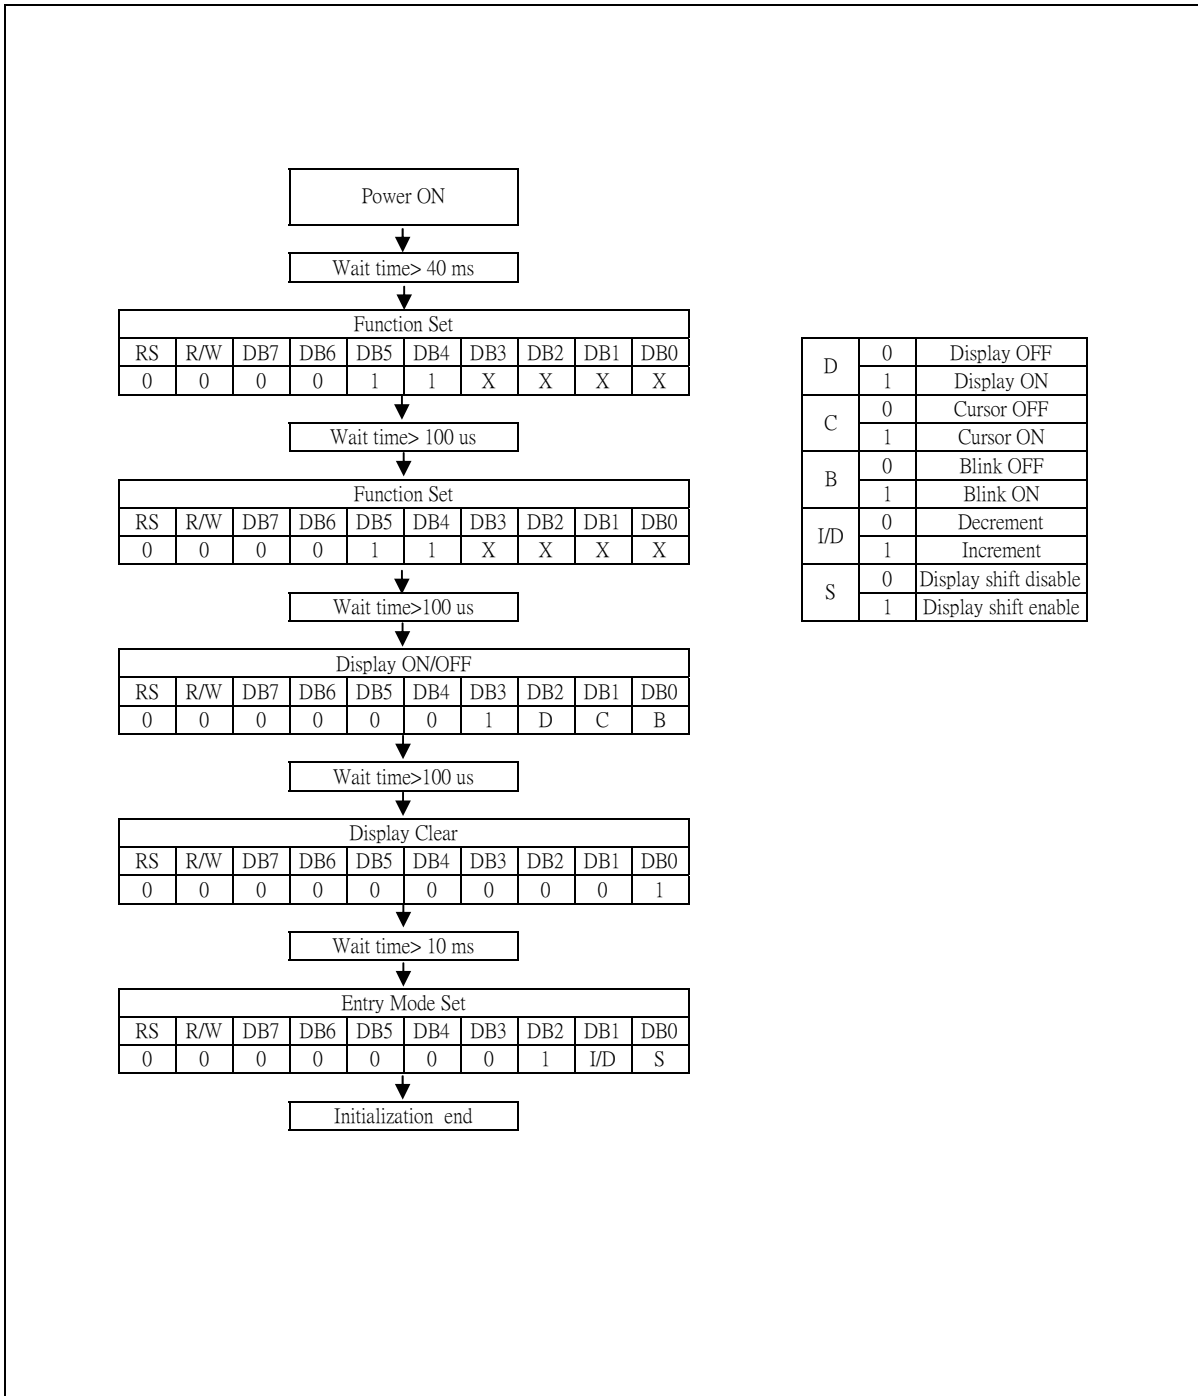 Power ON
Wait time> 40 ms
Function Set
RS R/W DB7 DB6 DB5 DB4 DB3 DB2 DB1 DB0
0 0 0 0 1 1 X X X X
Wait time> 100 us
Function Set
RS R/W DB7 DB6 DB5 DB4 DB3 DB2 DB1 DB0
0 0 0 0 1 1 X X X X
Wait time>100 us
Display ON/OFF
RS R/W DB7 DB6 DB5 DB4 DB3 DB2 DB1 DB0
0 0 0 0 0 0 1 D C B
Wait time>100 us
Display Clear
RS R/W DB7 DB6 DB5 DB4 DB3 DB2 DB1 DB0
0 0 0 0 0 0 0 0 0 1
Wait time> 10 ms
Entry Mode Set
RS R/W DB7 DB6 DB5 DB4 DB3 DB2 DB1 DB0
0 0 0 0 0 0 0 1 I/D S
Initialization end
D 0 Display OFF
1 Display ON
C 0 Cursor OFF
1 Cursor ON
B 0 Blink OFF
1 Blink ON
I/D 0 Decrement
1 Increment
S 0 Display shift disable
1 Display shift enable